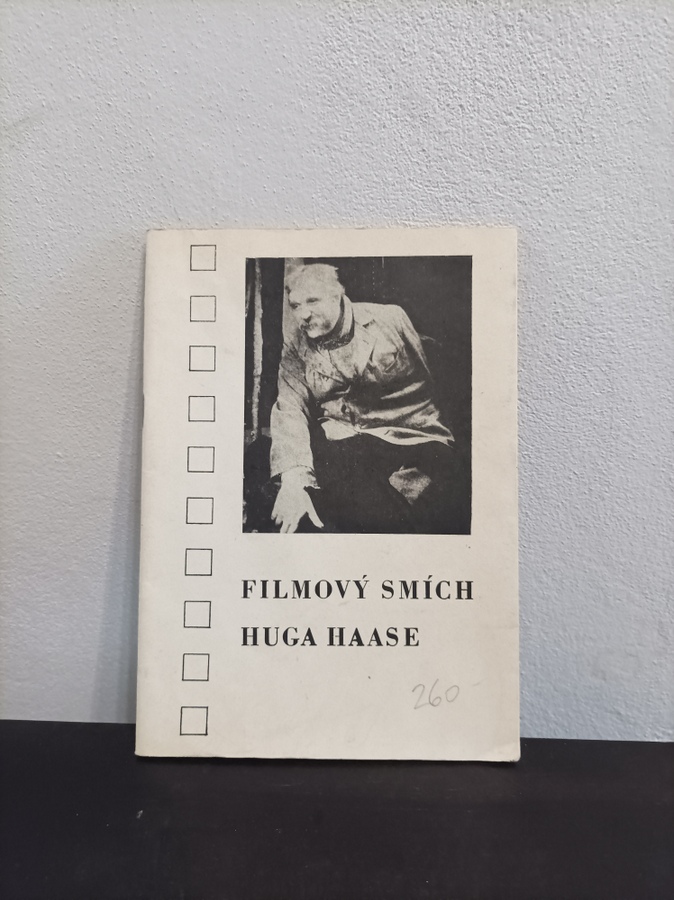 FILMOVÝ SMÍCH
HUGA HAASE
260-